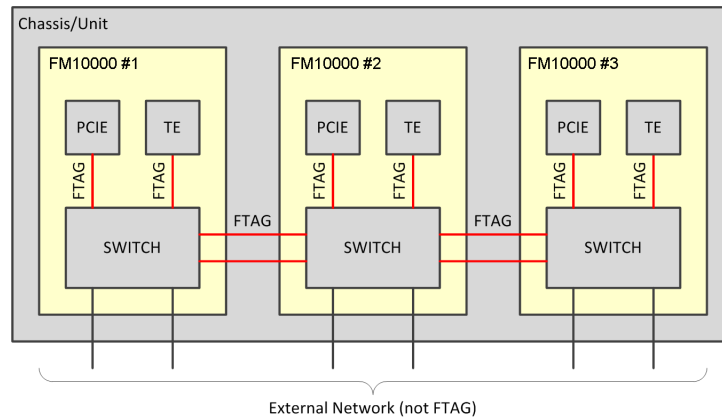 Chassis/Unit
FM10000 #1
FM10000 #2
FM10000 #3
PCIE
TE
PCIE
TE
PCIE
TE
FTAG
FTAG
FTAG
FTAG
FTAG
FTAG
FTAG
FTAG
SWITCH
SWITCH
SWITCH
External Network (not FTAG)